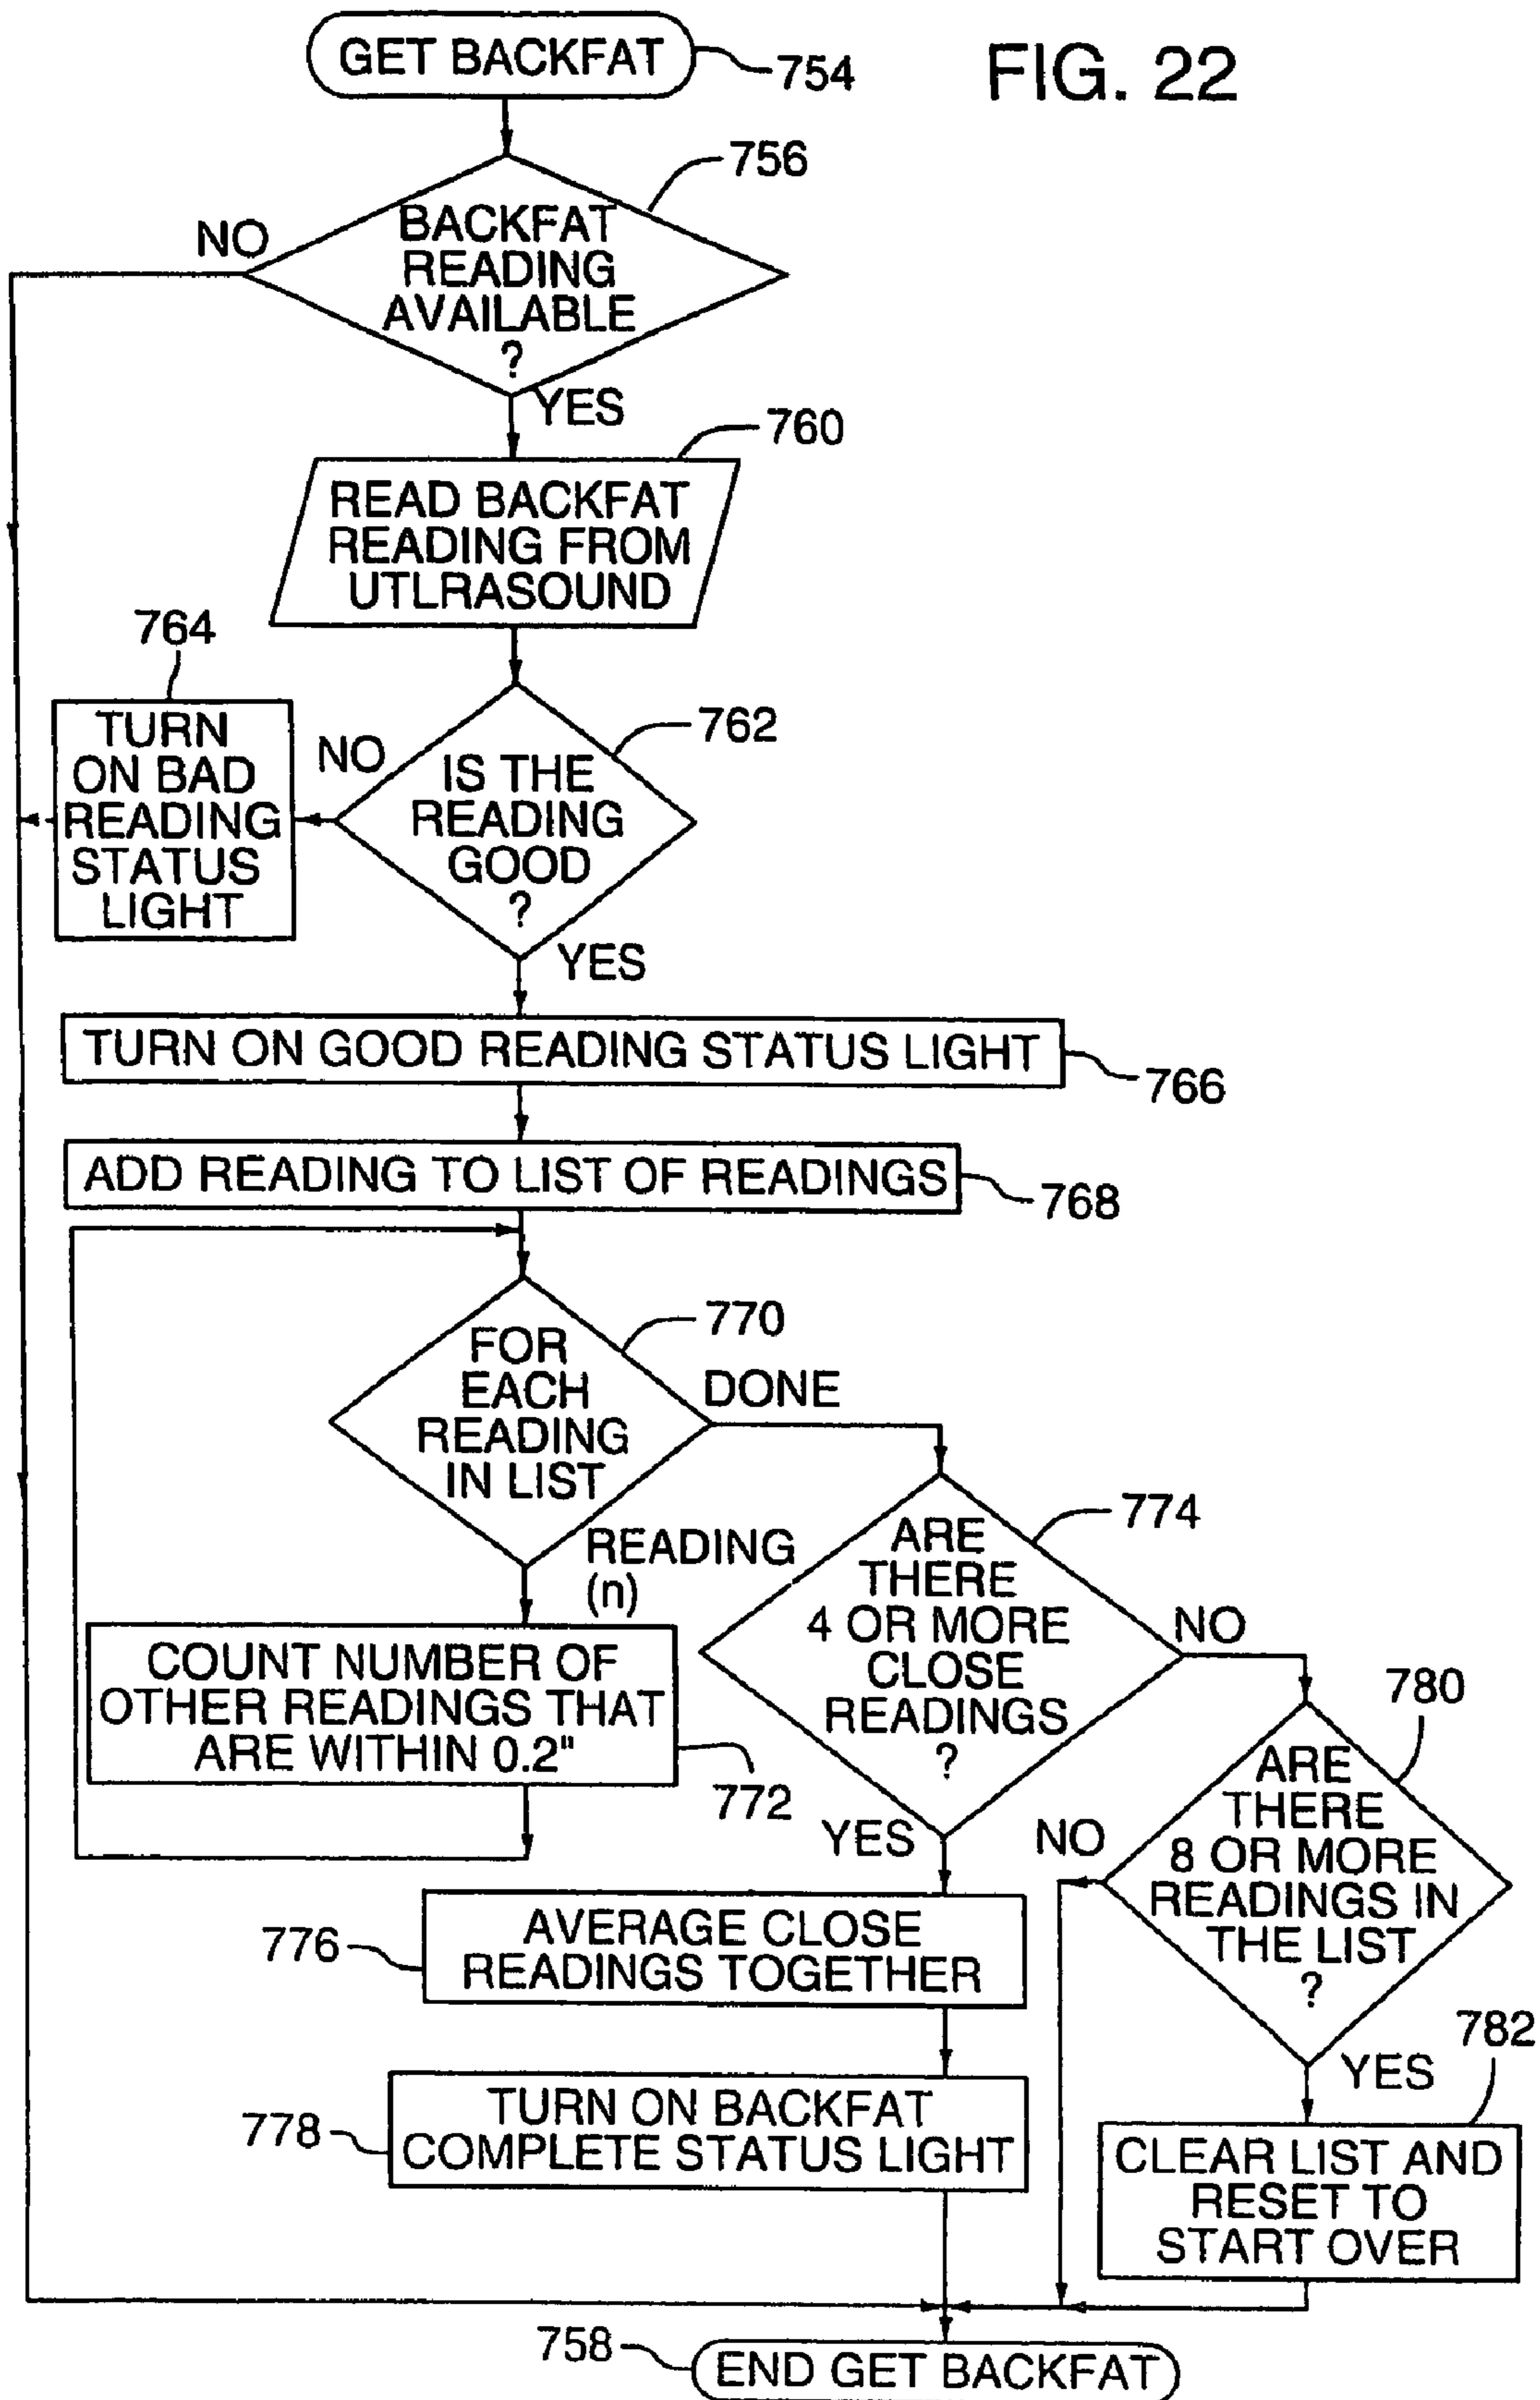 GET BACKFAT
754
FIG. 22
756
NO
BACKFAT
READING
AVAILABLE
?
YES
760
READ BACKFAT
READING FROM
UTLRASOUND
764
TURN
ON BAD
READING
STATUS
LIGHT
NO
762
IS THE
READING
GOOD
?
YES
TURN ON GOOD READING STATUS LIGHT
766
ADD READING TO LIST OF READINGS
768
770
FOR
EACH
READING
IN LIST
DONE
READING
(n)
774
ARE
THERE
4 OR MORE
CLOSE
READINGS
?
NO
COUNT NUMBER OF
OTHER READINGS THAT
ARE WITHIN 0.2"
772
YES
780
ARE
THERE
8 OR MORE
READINGS IN
THE LIST
?
NO
776
AVERAGE CLOSE
READINGS TOGETHER
782
YES
778
TURN ON BACKFAT
COMPLETE STATUS LIGHT
CLEAR LIST AND
RESET TO
START OVER
758
END GET BACKFAT